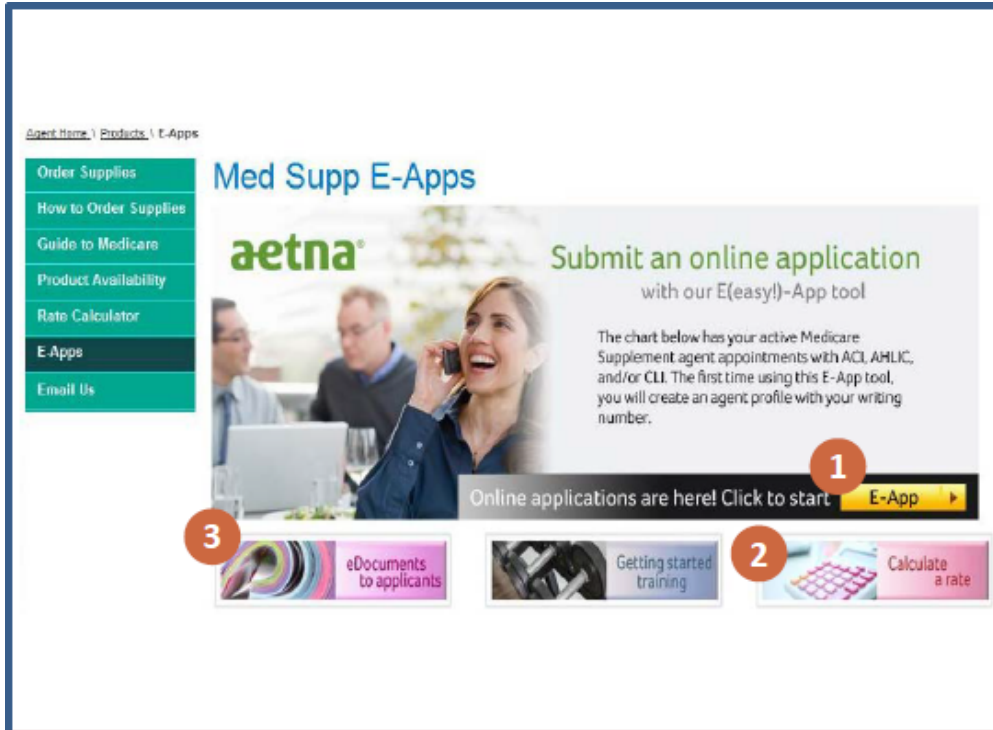 Agent Home \ Products \ E-Apps
Order Supplies
How to Order Supplies
Guide to Medicare
Product Availability
Rate Calculator
E-Apps
Email Us
Med Supp E-Apps
aetna®
Submit an online application
with our E(easy!)-App tool
The chart below has your active Medicare
Supplement agent appointments with ACI, AHLIC,
and/or CLI. The first time using this E-App tool,
you will create an agent profile with your writing
number.
1
Online applications are here! Click to start E-App
3
eDocuments
to applicants
Getting started
training
2
Calculate
a rate